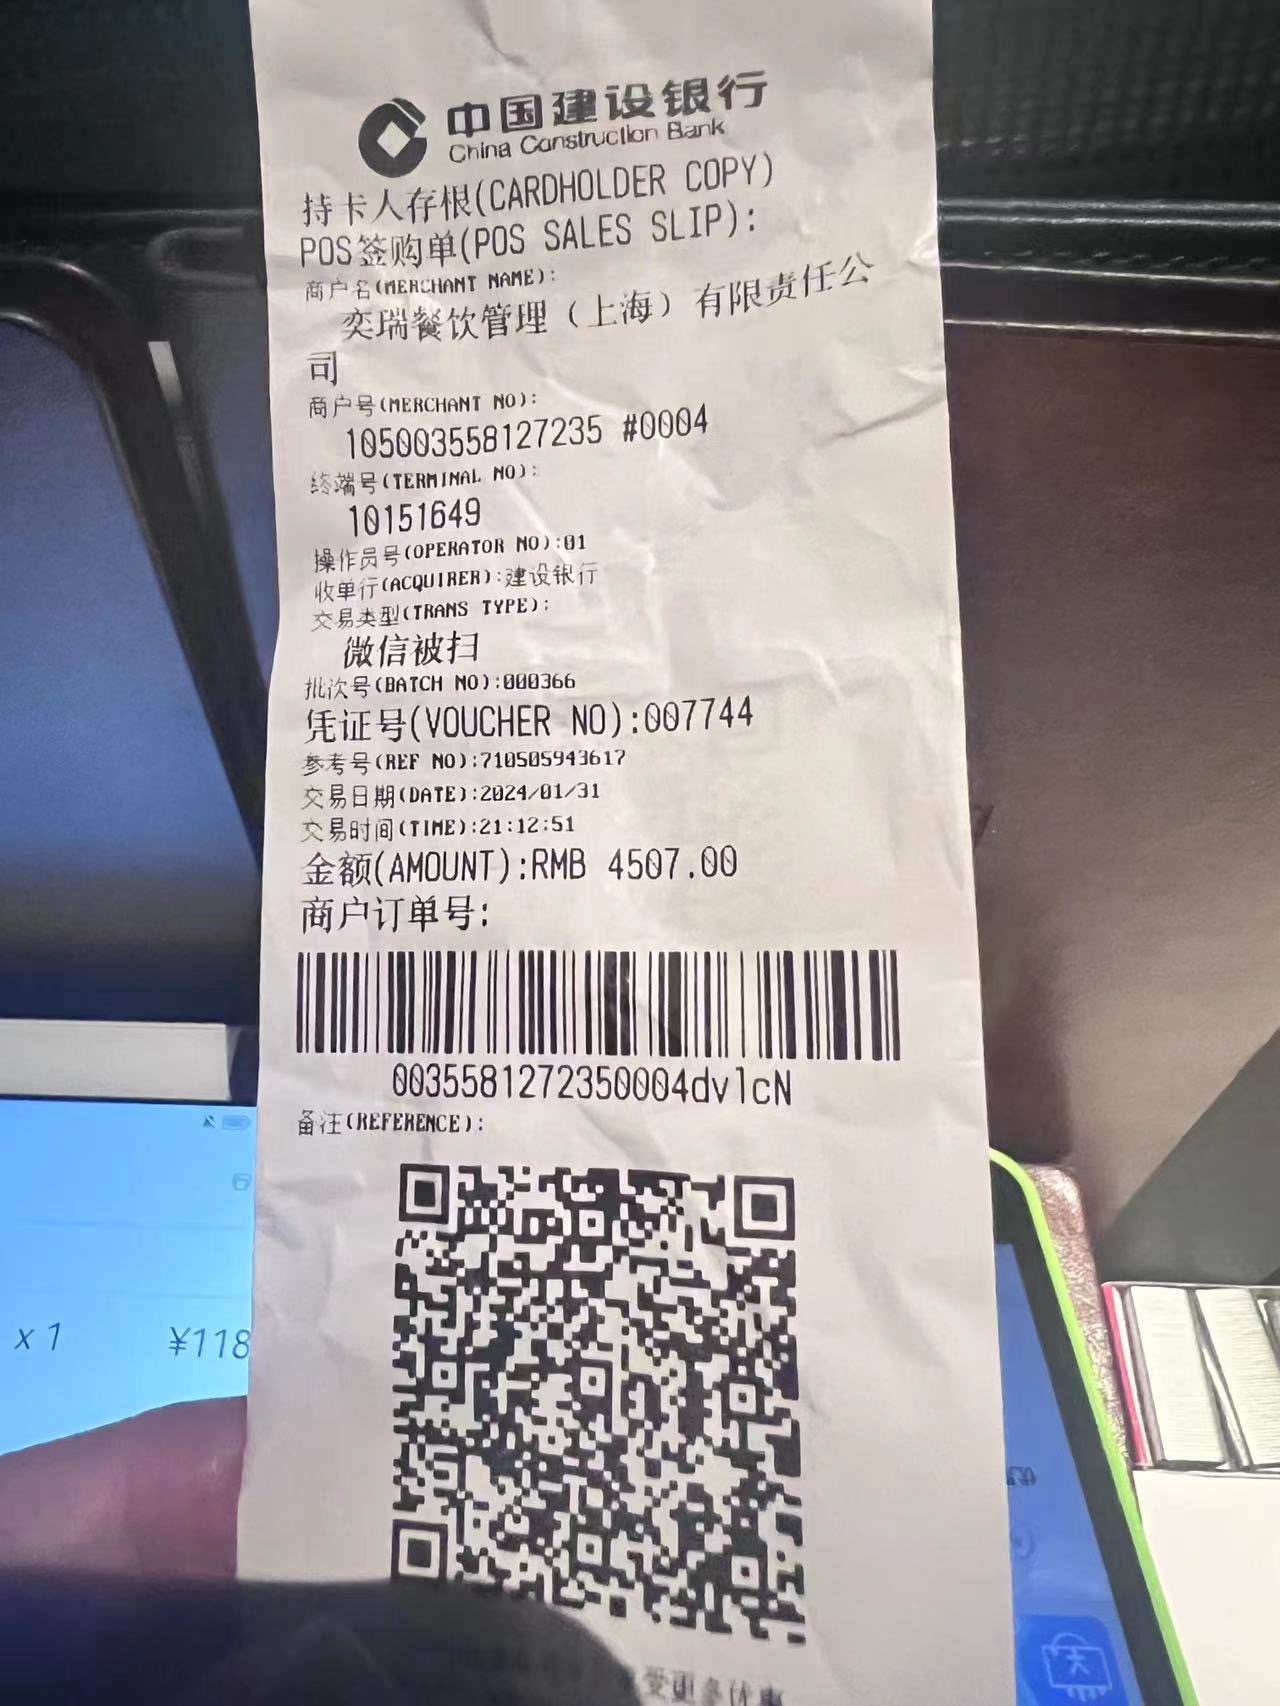 中国建设银行
China Construction Bank
持卡人存根(CARDHOLDER COPY)
POS签购单(POS SALES SLIP):
商户名(MERCHANT NAME):
奕瑞餐饮管理（上海）有限责任公
司
商户号(MERCHANT NO):
105003558127235 #0004
终端号(TERMINAL NO):
10151649
操作员号(OPERATOR NO):01
收单行(ACQUIRER):建设银行
交易类型(TRANS TYPE):
微信被扫
批次号(BATCH NO):000366
凭证号(VOUCHER NO):007744
参考号(REF NO):710505943617
交易日期(DATE):2024/01/31
交易时间(TIME):21:12:51
金额(AMOUNT):RMB 4507.00
商户订单号:
0035581272350004dvlcN
备注(REFERENCE):
x 1 ¥118
受更多优惠